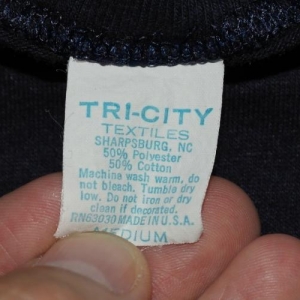 TRI-CITY
TEXTILES
SHARPSBURG, NC
50% Polyester
50% Cotton
Machine wash warm, do
not bleach. Tumble dry
low. Do not iron or dry
clean if decorated.
RN63030 MADE IN U.S.A.
MEDIUM